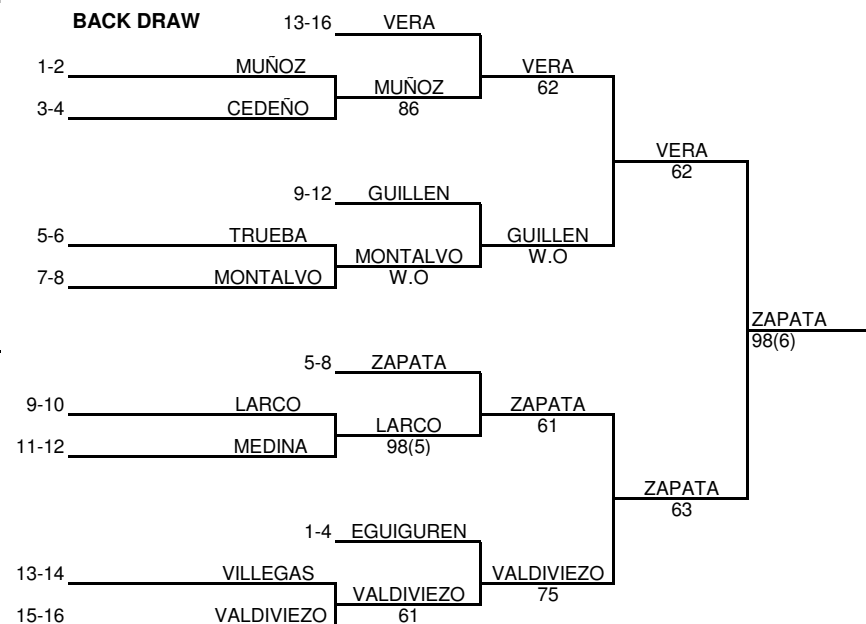 BACK DRAW
13-16 VERA
1-2 MUÑOZ
VERA
MUÑOZ
62
86
3-4 CEDEÑO
VERA
62
9-12 GUILLEN
5-6 TRUEBA
GUILLEN
MONTALVO
W.O
W.O
7-8 MONTALVO
ZAPATA
98(6)
5-8 ZAPATA
9-10 LARCO
ZAPATA
LARCO
61
98(5)
11-12 MEDINA
ZAPATA
63
1-4 EGUIGUREN
13-14 VILLEGAS
VALDIVIEZO
VALDIVIEZO
75
61
15-16 VALDIVIEZO